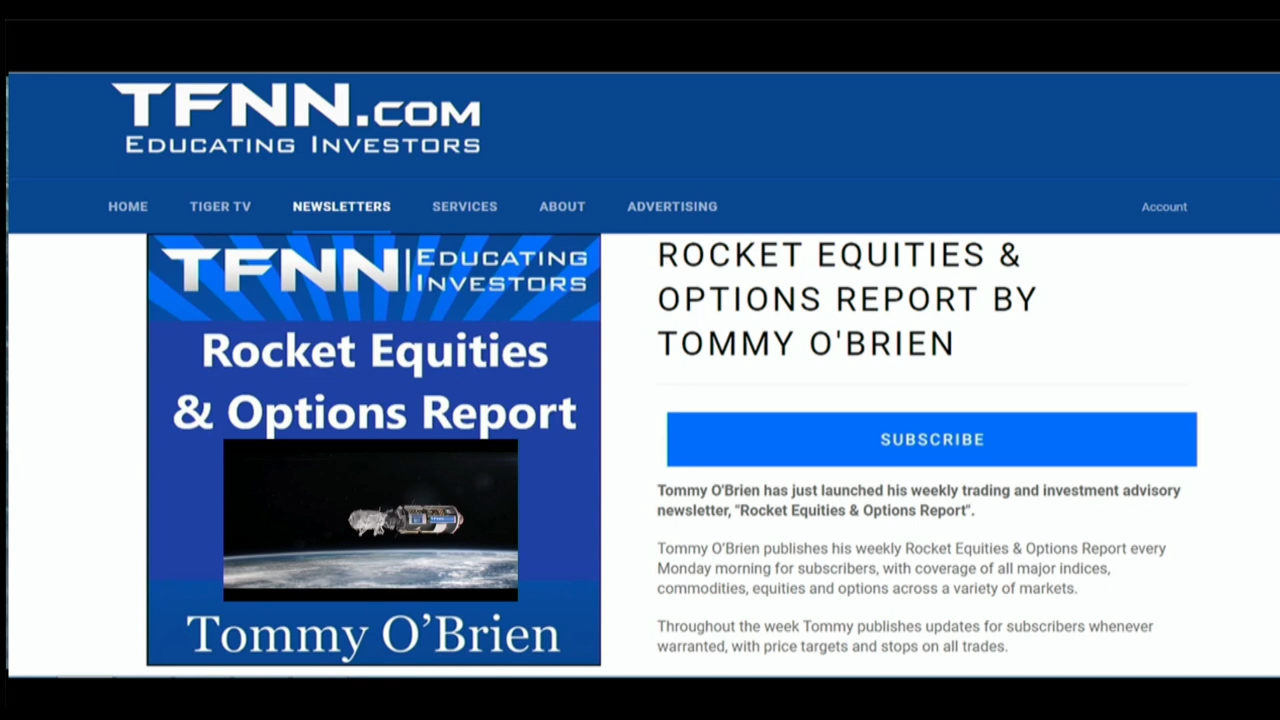 TFNN.COM
EDUCATING INVESTORS
HOME TIGER TV NEWSLETTERS SERVICES ABOUT ADVERTISING Account
TFNN EDUCATING
INVESTORS
Rocket Equities
& Options Report
Tommy O’Brien
ROCKET EQUITIES &
OPTIONS REPORT BY
TOMMY O'BRIEN
SUBSCRIBE
Tommy O'Brien has just launched his weekly trading and investment advisory
newsletter, "Rocket Equities & Options Report".
Tommy O’Brien publishes his weekly Rocket Equities & Options Report every
Monday morning for subscribers, with coverage of all major indices,
commodities, equities and options across a variety of markets.
Throughout the week Tommy publishes updates for subscribers whenever
warranted, with price targets and stops on all trades.